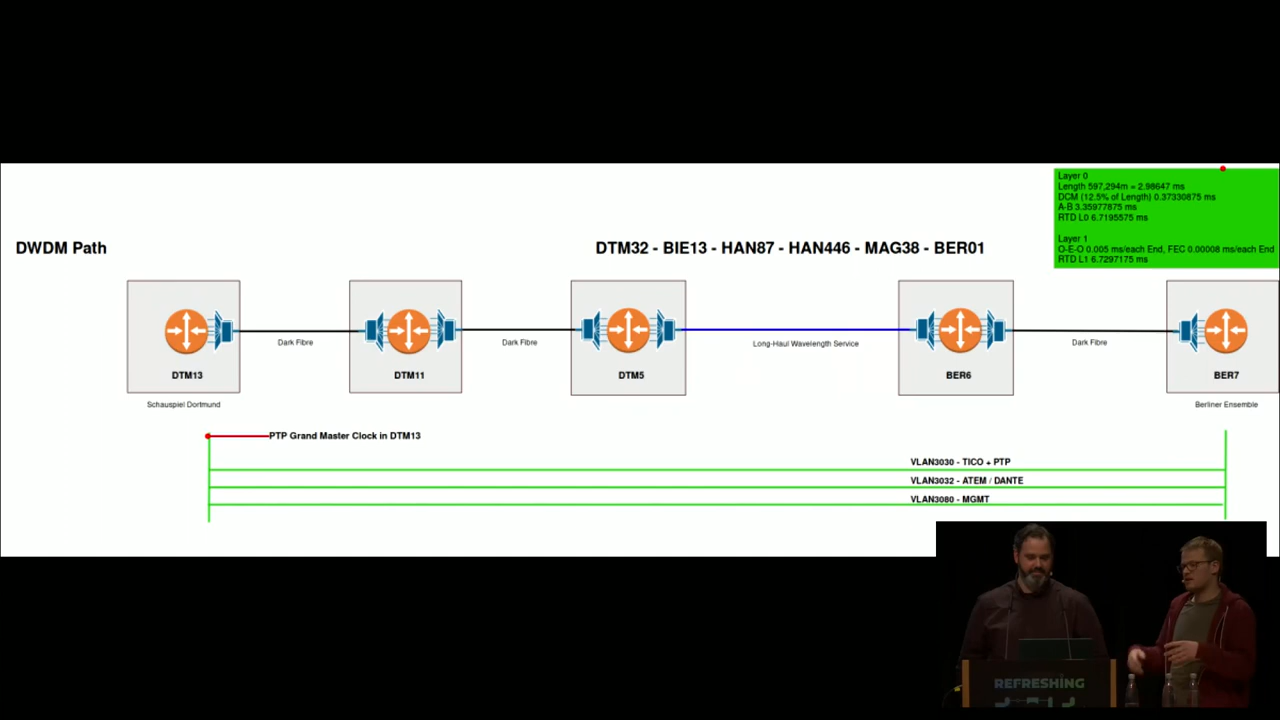 Layer 0
Length 597,294m = 2.98647 ms
DCM (12.5% of Length) 0.37330875 ms
A-B 3.35977875 ms
RTD L0 6.7195575 ms
Layer 1
O-E-O 0.005 ms/each End, FEC 0.00008 ms/each End
RTD L1 6.7297175 ms
DWDM Path
DTM32 - BIE13 - HAN87 - HAN446 - MAG38 - BER01
Dark Fibre
Dark Fibre
Long-Haul Wavelength Service
Dark Fibre
DTM13
DTM11
DTM5
BER6
BER7
Schauspiel Dortmund
Berliner Ensemble
PTP Grand Master Clock in DTM13
VLAN3030 - TICO + PTP
VLAN3032 - ATEM / DANTE
VLAN3080 - MGMT
REFRESHING